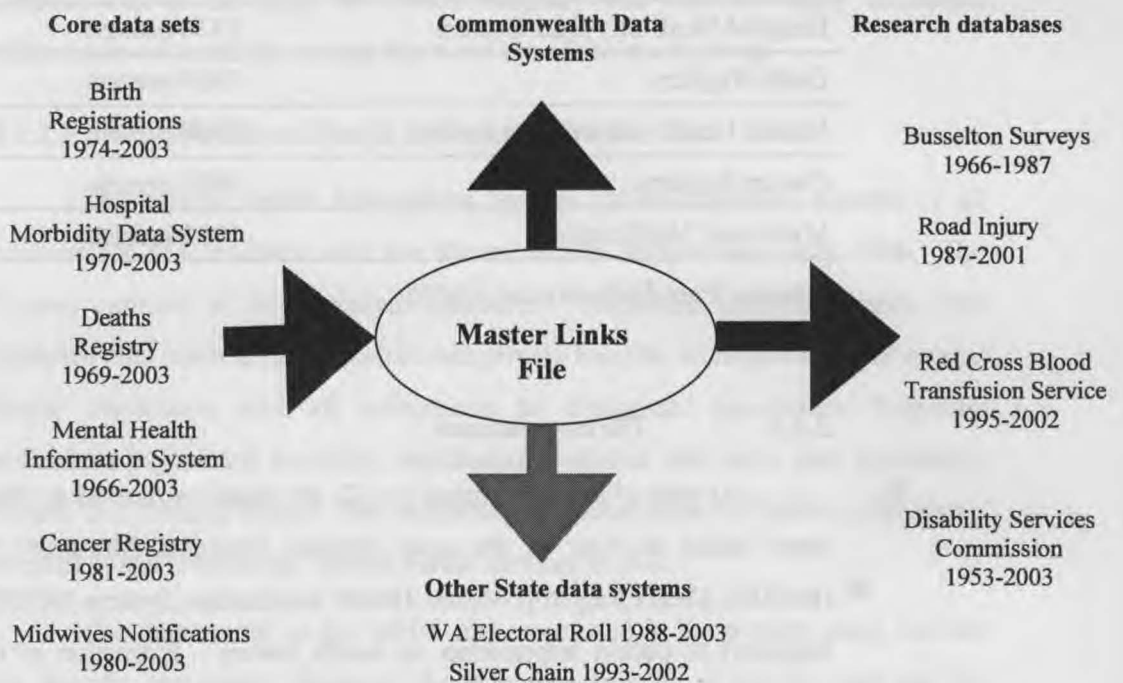 Core data sets
Birth
Registrations
1974-2003
Hospital
Morbidity Data System
1970-2003
Deaths
Registry
1969-2003
Mental Health
Information System
1966-2003
Cancer Registry
1981-2003
Midwives Notifications
1980-2003
Commonwealth Data
Systems
Master Links
File
Other State data systems
WA Electoral Roll 1988-2003
Silver Chain 1993-2002
Research databases
Busselton Surveys
1966-1987
Road Injury
1987-2001
Red Cross Blood
Transfusion Service
1995-2002
Disability Services
Commission
1953-2003